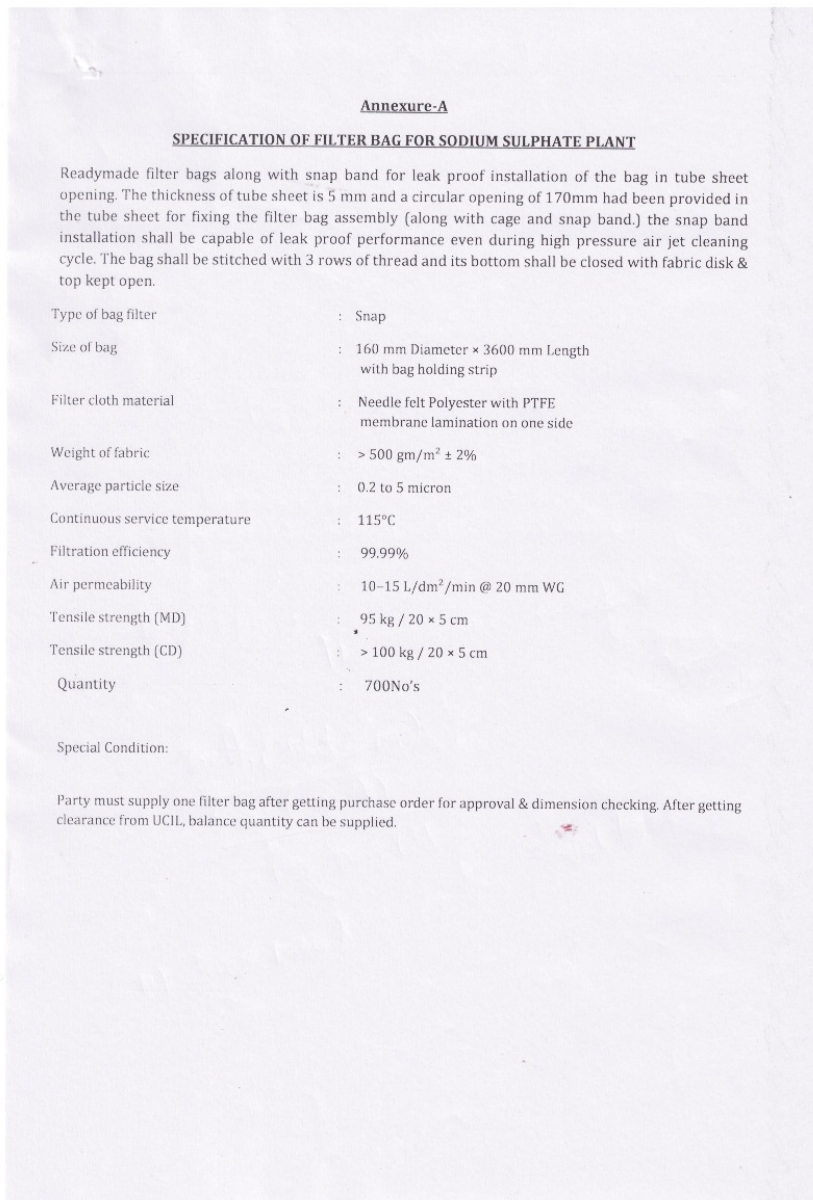 Annexure-A
SPECIFICATION OF FILTER BAG FOR SODIUM SULPHATE PLANT
Readymade filter bags along with snap band for leak proof installation of the bag in tube sheet
opening. The thickness of tube sheet is 5 mm and a circular opening of 170mm had been provided in
the tube sheet for fixing the filter bag assembly (along with cage and snap band.) the snap band
installation shall be capable of leak proof performance even during high pressure air jet cleaning
cycle. The bag shall be stitched with 3 rows of thread and its bottom shall be closed with fabric disk &
top kept open.
Type of bag filter : Snap
Size of bag : 160 mm Diameter × 3600 mm Length
with bag holding strip
Filter cloth material : Needle felt Polyester with PTFE
membrane lamination on one side
Weight of fabric : > 500 gm/m² ± 2%
Average particle size : 0.2 to 5 micron
Continuous service temperature : 115°C
Filtration efficiency : 99.99%
Air permeability : 10–15 L/dm²/min @ 20 mm WG
Tensile strength (MD) : 95 kg / 20 × 5 cm
Tensile strength (CD) : > 100 kg / 20 × 5 cm
Quantity : 700No's
Special Condition:
Party must supply one filter bag after getting purchase order for approval & dimension checking. After getting
clearance from UCIL, balance quantity can be supplied.